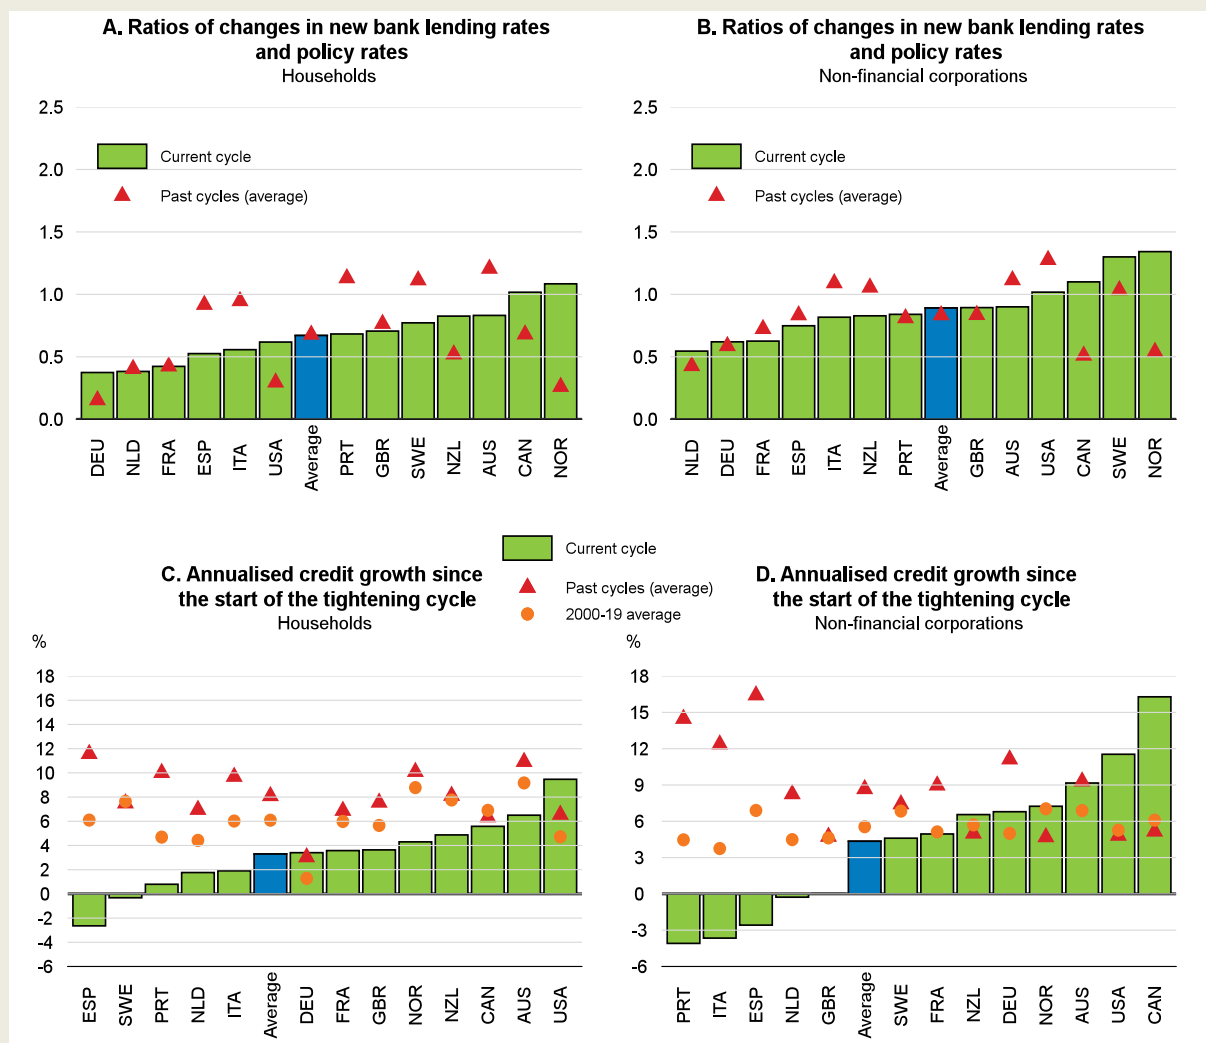 A. Ratios of changes in new bank lending rates
and policy rates
Households
2.5
2.0
1.5
1.0
0.5
0.0
Current cycle
Past cycles (average)
DEU
NLD
FRA
ESP
ITA
USA
Average
PRT
GBR
SWE
NZL
AUS
CAN
NOR
B. Ratios of changes in new bank lending rates
and policy rates
Non-financial corporations
2.5
2.0
1.5
1.0
0.5
0.0
Current cycle
Past cycles (average)
NLD
DEU
FRA
ESP
ITA
NZL
PRT
Average
GBR
AUS
USA
CAN
SWE
NOR
Current cycle
Past cycles (average)
2000-19 average
C. Annualised credit growth since
the start of the tightening cycle
Households
%
18
16
14
12
10
8
6
4
2
0
-2
-4
-6
ESP
SWE
PRT
NLD
ITA
Average
DEU
FRA
GBR
NOR
NZL
CAN
AUS
USA
D. Annualised credit growth since
the start of the tightening cycle
Non-financial corporations
%
18
15
12
9
6
3
0
-3
-6
PRT
ITA
ESP
NLD
GBR
Average
SWE
FRA
NZL
DEU
NOR
AUS
USA
CAN